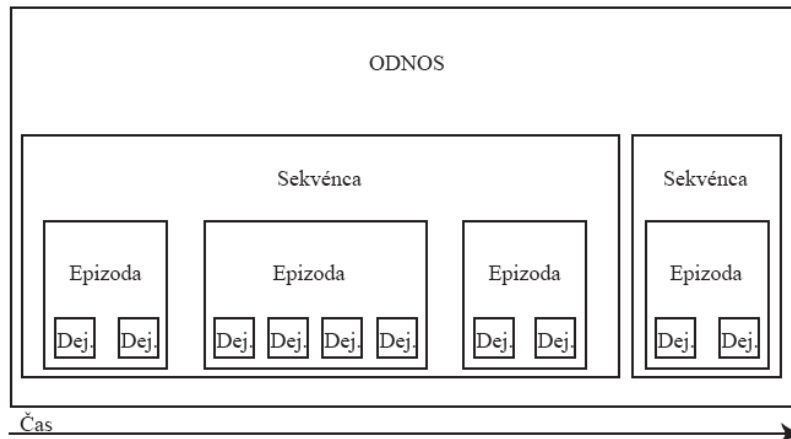 ODNOS
Sekvénca Sekvénca
Epizoda Epizoda Epizoda Epizoda
Dej. Dej. Dej. Dej. Dej. Dej. Dej. Dej. Dej. Dej.
Čas